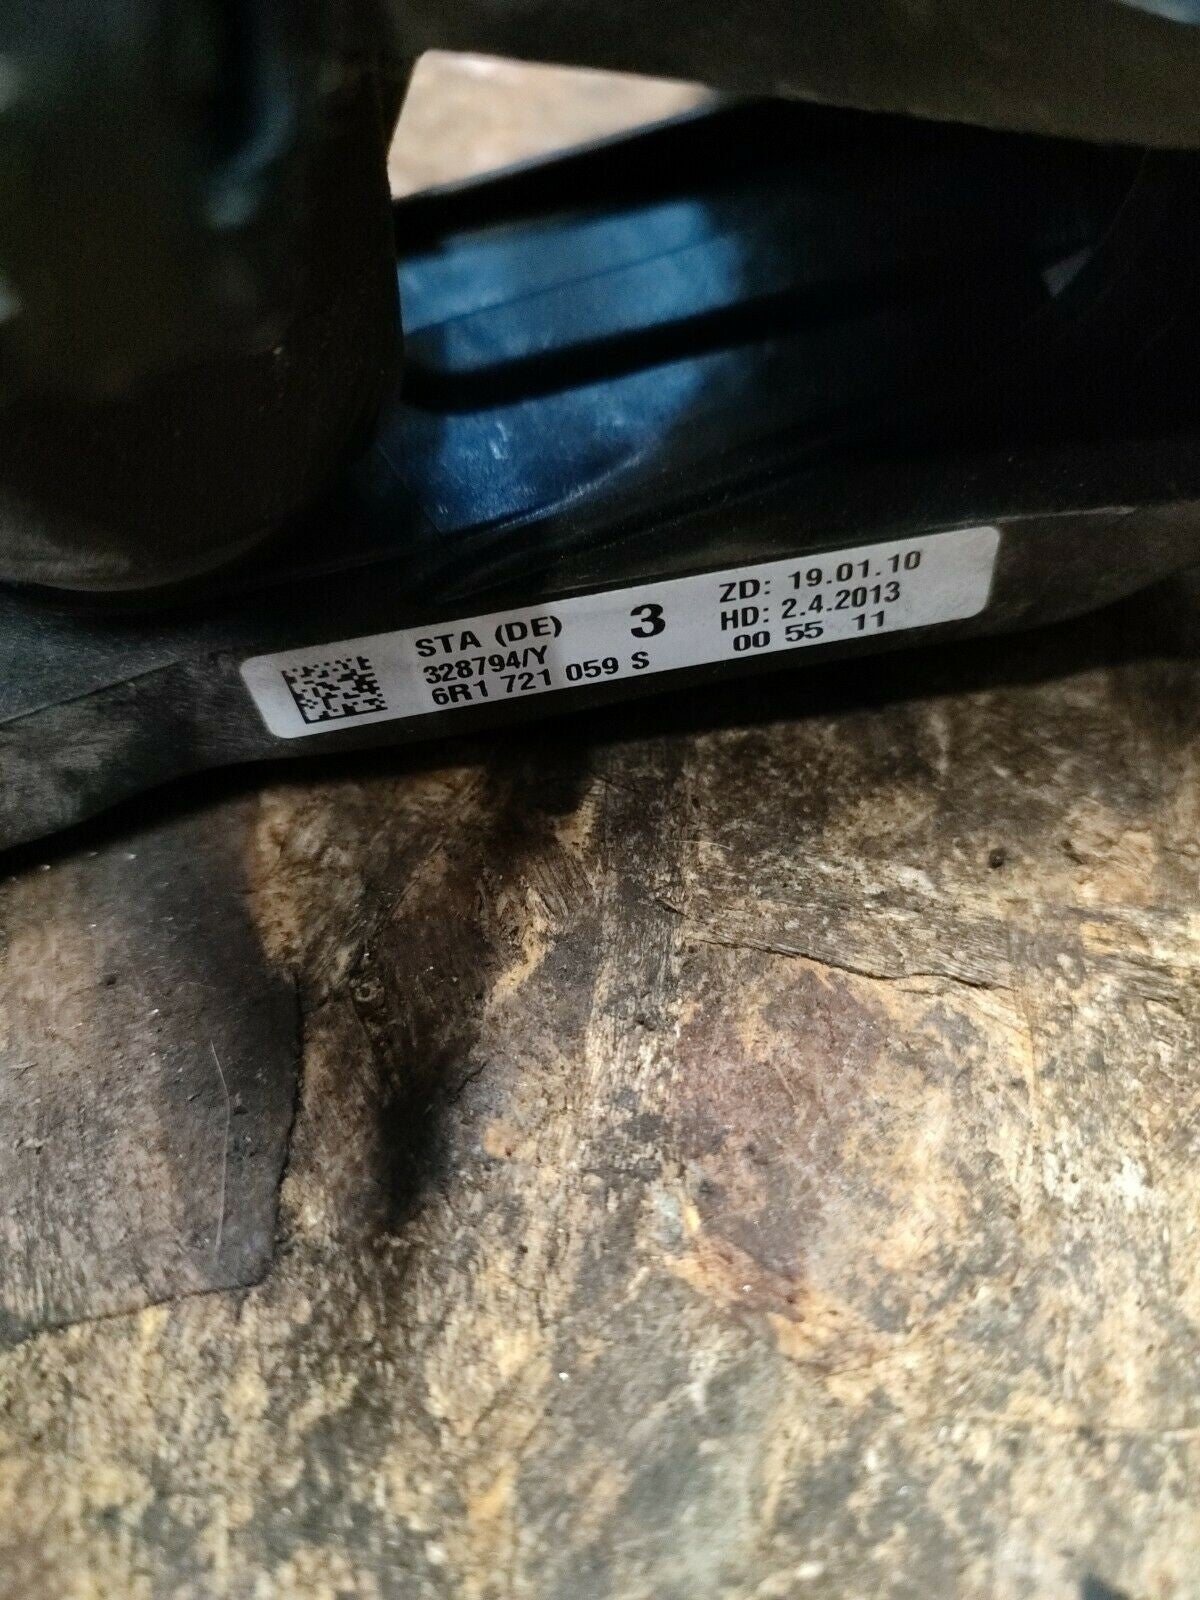 STA (DE) 3 ZD: 19.01.10
328794/Y HD: 2.4.2013
6R1 721 059 S 00 55 11